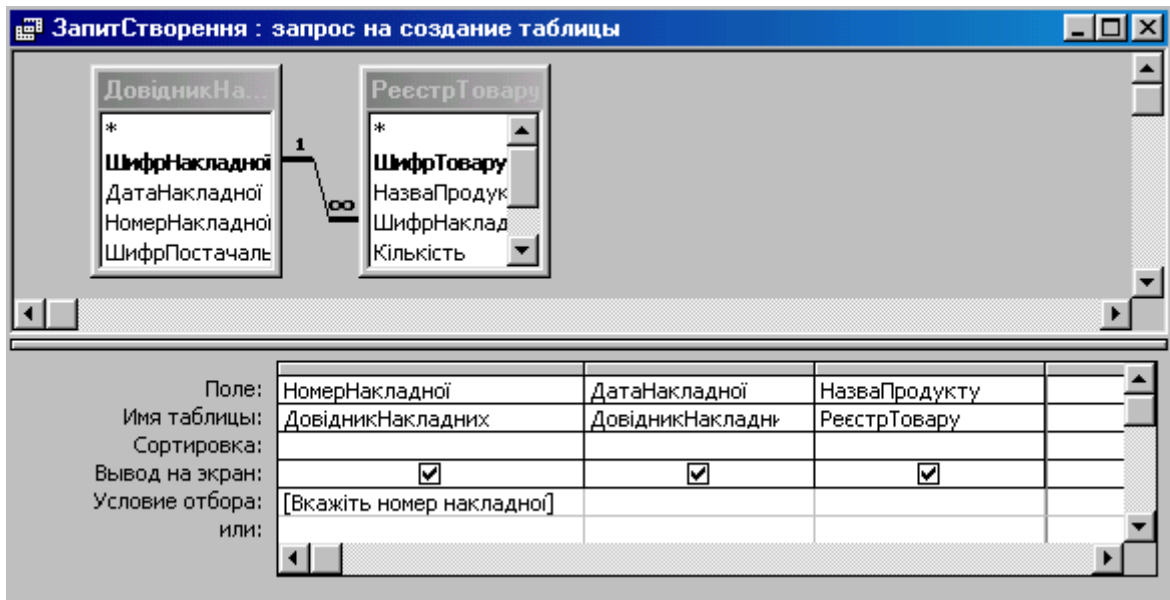 ЗапитСтворення : запрос на создание таблицы
ДовідникНа...
*
ШифрНакладної
ДатаНакладної
НомерНакладної
ШифрПостачаль
1
∞
РеєстрТовару
*
ШифрТовару
НазваПродук
ШифрНаклад
Кількість
Поле: НомерНакладної ДатаНакладної НазваПродукту
Имя таблицы: ДовідникНакладних ДовідникНакладни РеєстрТовару
Сортировка:
Вывод на экран:
Условие отбора: [Вкажіть номер накладної]
или: